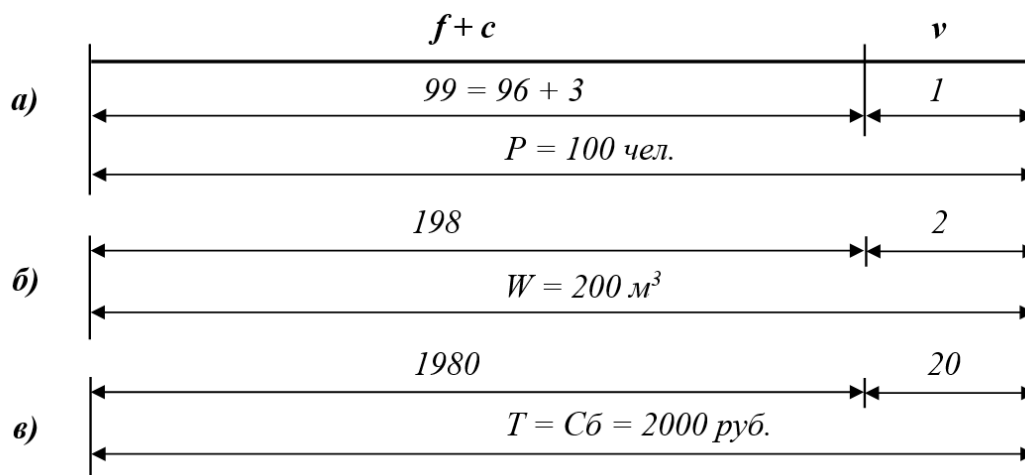 f + c v
99 = 96 + 3 1
а)
P = 100 чел.
198 2
б)
W = 200 м³
1980 20
в)
T = Сб = 2000 руб.